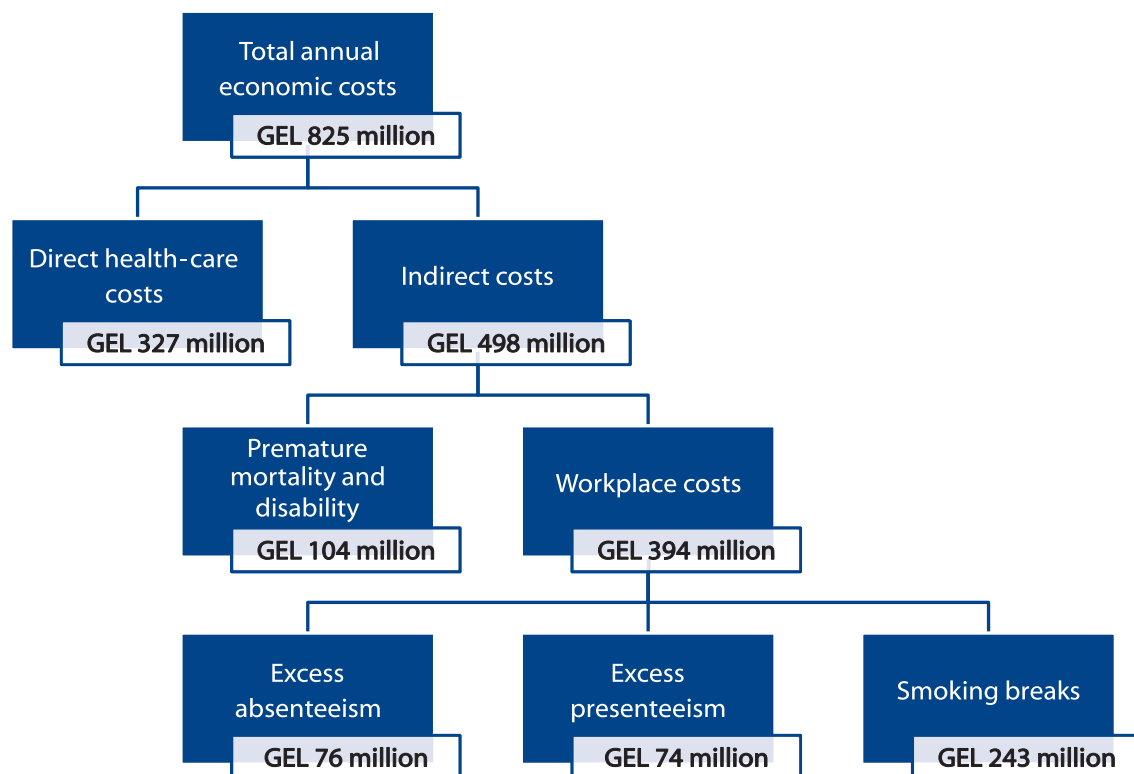 Total annual
economic costs
GEL 825 million
Direct health-care
costs
GEL 327 million
Indirect costs
GEL 498 million
Premature
mortality and
disability
GEL 104 million
Workplace costs
GEL 394 million
Excess
absenteeism
GEL 76 million
Excess
presenteeism
GEL 74 million
Smoking breaks
GEL 243 million